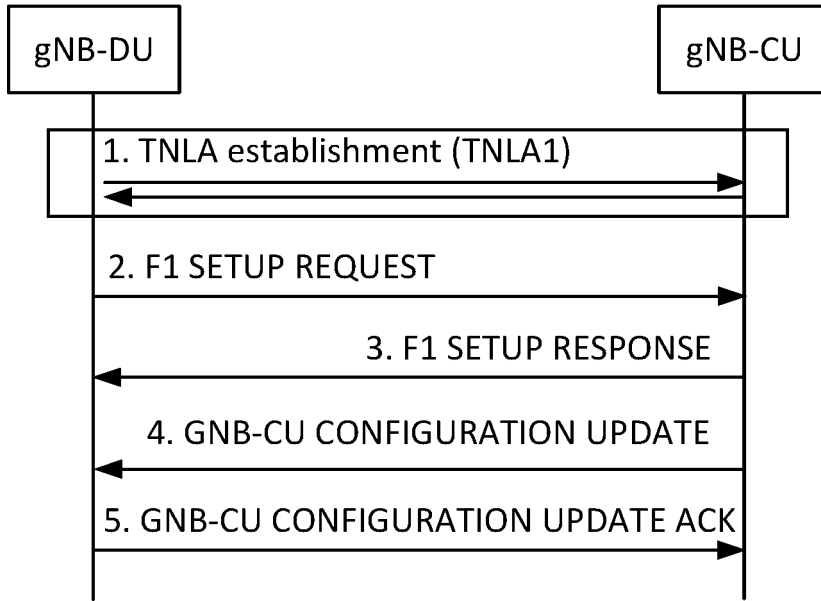 gNB-DU
gNB-CU
1. TNLA establishment (TNLA1)
2. F1 SETUP REQUEST
3. F1 SETUP RESPONSE
4. GNB-CU CONFIGURATION UPDATE
5. GNB-CU CONFIGURATION UPDATE ACK